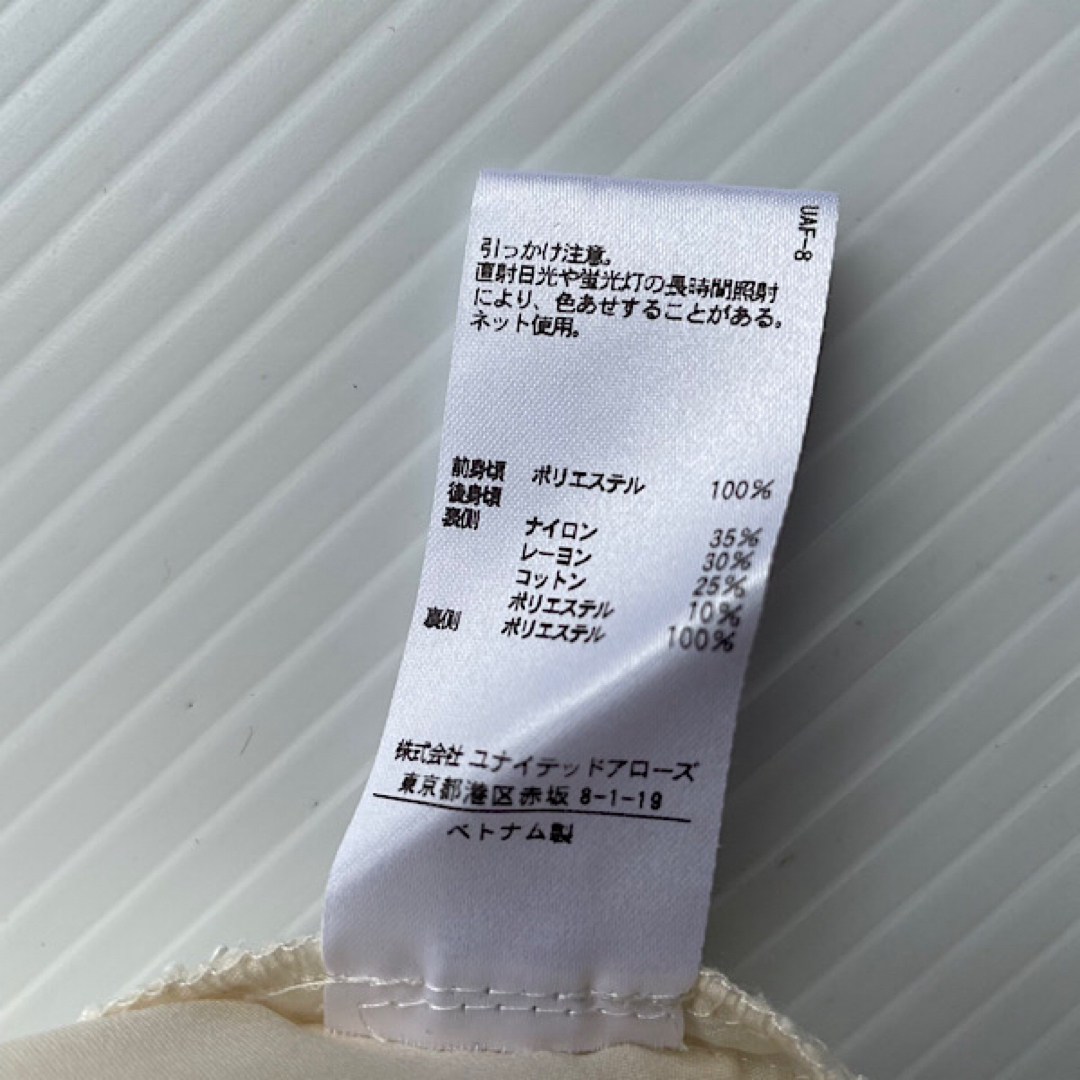 UAF-8
引っかけ注意。
直射日光や蛍光灯の長時間照射
により、色あせすることがある。
ネット使用。
前身頃 ポリエステル 100%
後身頃
裏側 ナイロン 35%
レーヨン 30%
コットン 25%
ポリエステル 10%
裏側 ポリエステル 100%
株式会社 ユナイテッドアローズ
東京都港区赤坂 8-1-19
ベトナム製